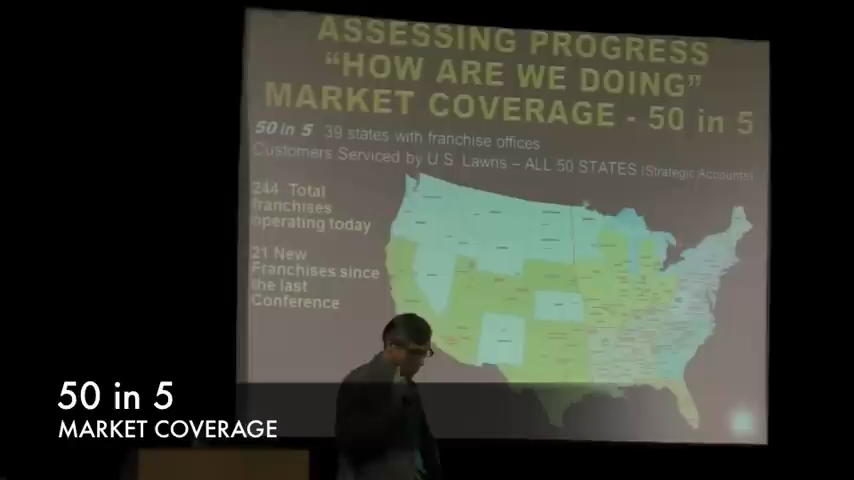 ASSESSING PROGRESS
"HOW ARE WE DOING"
MARKET COVERAGE - 50 in 5
50 in 5 39 states with franchise offices
Customers Serviced by U.S. Lawns – ALL 50 STATES (Strategic Accounts)
244 Total
franchises
operating today
21 New
Franchises since
the last
Conference
50 in 5
MARKET COVERAGE